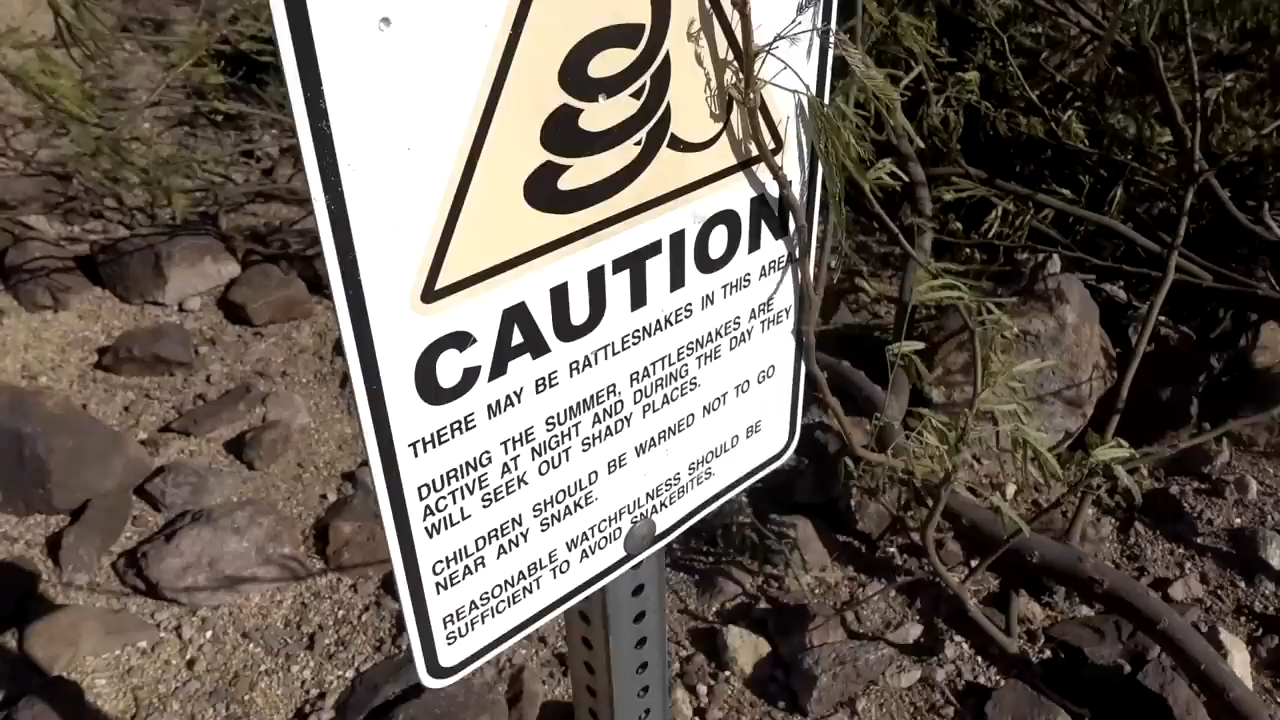 CAUTION
THERE MAY BE RATTLESNAKES IN THIS AREA.
DURING THE SUMMER, RATTLESNAKES ARE
ACTIVE AT NIGHT AND DURING THE DAY THEY
WILL SEEK OUT SHADY PLACES.
CHILDREN SHOULD BE WARNED NOT TO GO
NEAR ANY SNAKE.
REASONABLE WATCHFULNESS SHOULD BE
SUFFICIENT TO AVOID SNAKEBITES.